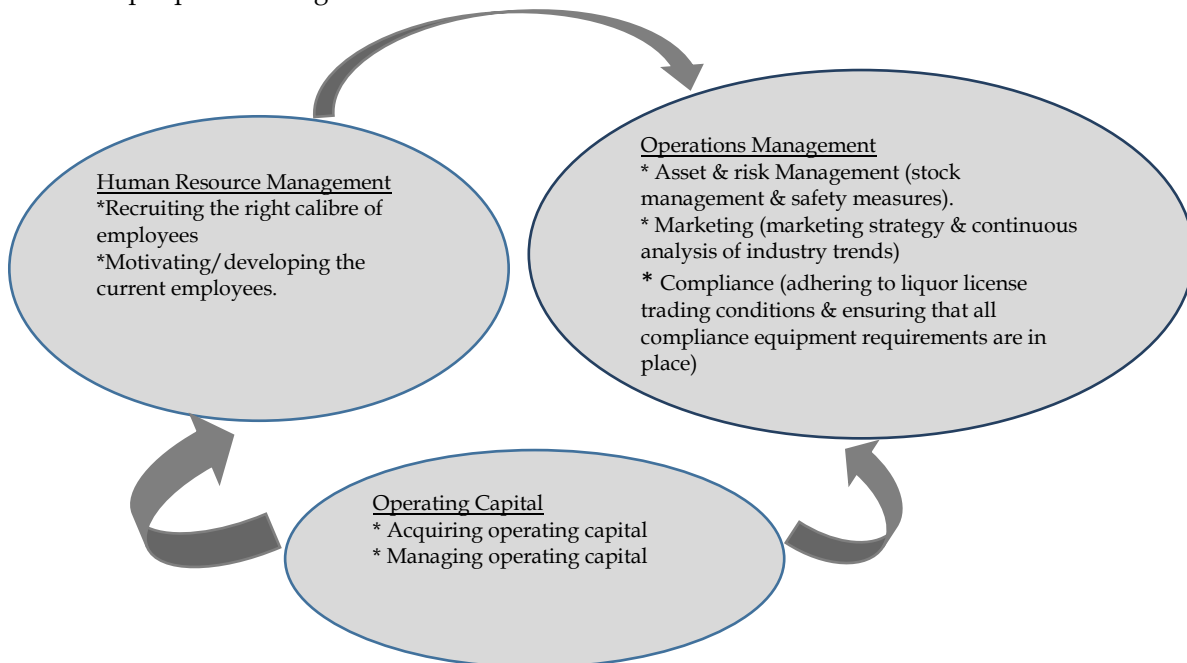 Human Resource Management
*Recruiting the right calibre of
employees
*Motivating/developing the
current employees.
Operations Management
* Asset & risk Management (stock
management & safety measures).
* Marketing (marketing strategy & continuous
analysis of industry trends)
* Compliance (adhering to liquor license
trading conditions & ensuring that all
compliance equipment requirements are in
place)
Operating Capital
* Acquiring operating capital
* Managing operating capital